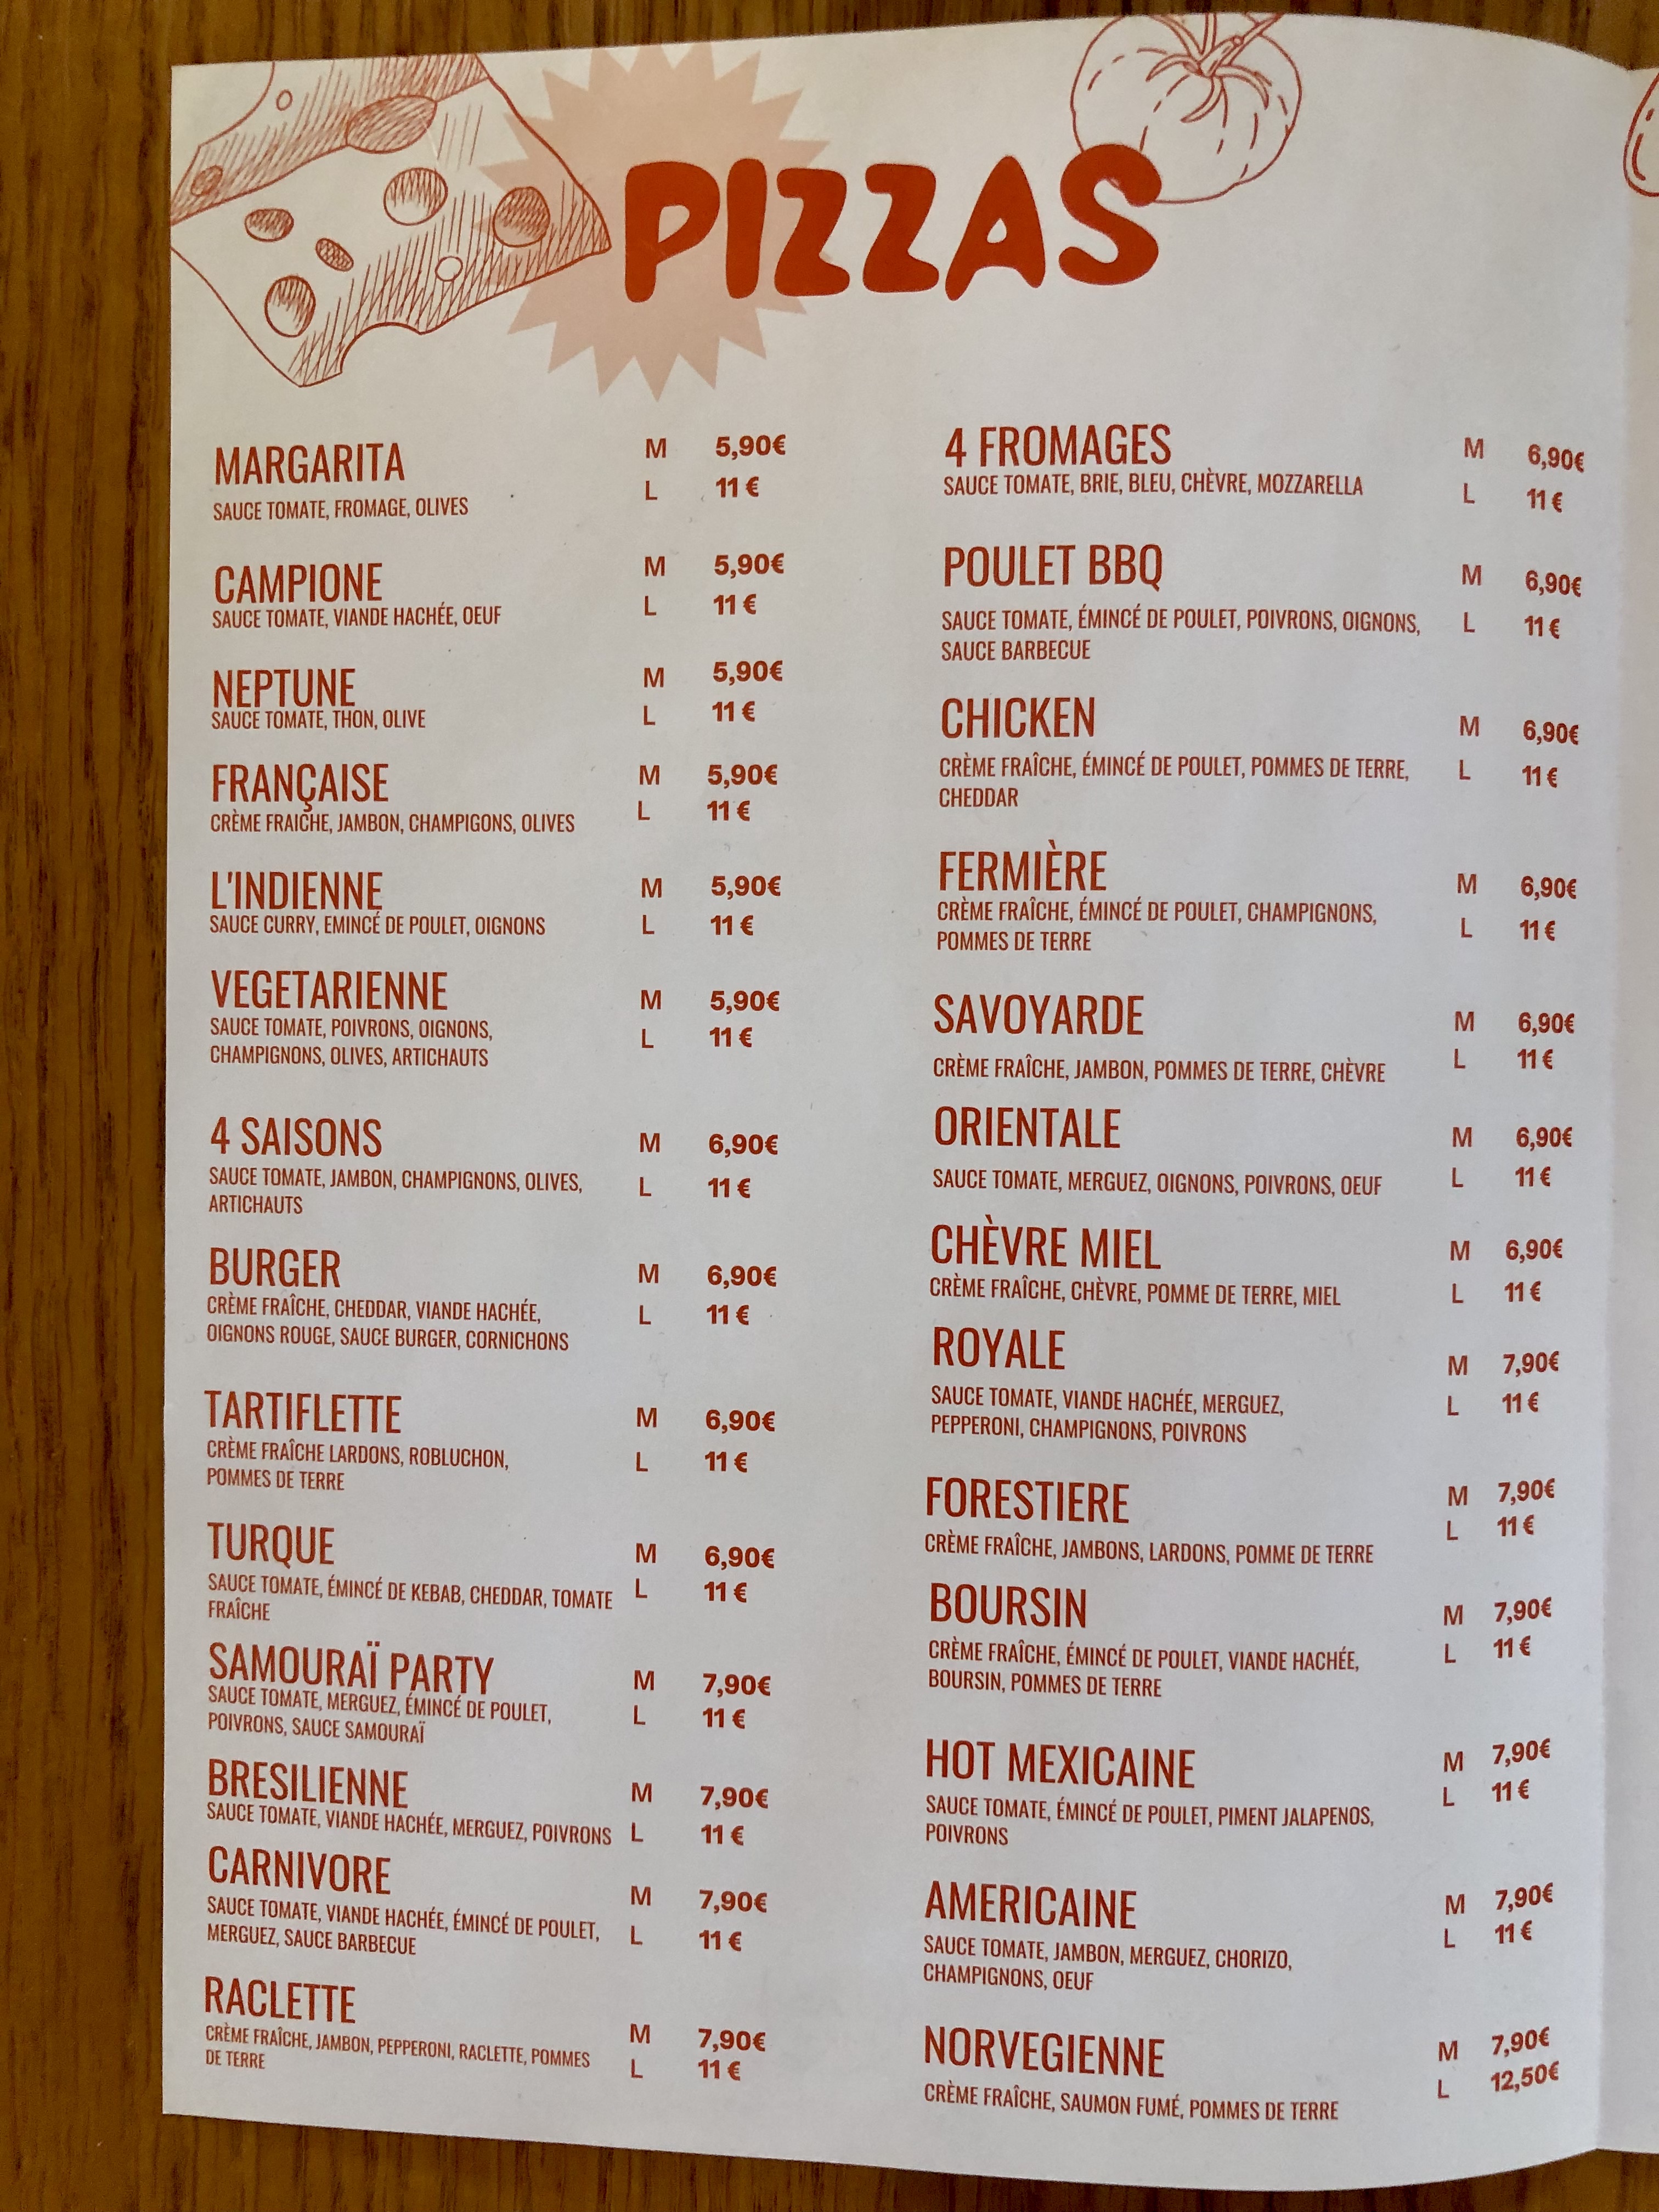 PIZZAS
MARGARITA
M 5,90€
L 11 €
SAUCE TOMATE, FROMAGE, OLIVES
CAMPIONE
M 5,90€
L 11 €
SAUCE TOMATE, VIANDE HACHÉE, OEUF
NEPTUNE
M 5,90€
L 11 €
SAUCE TOMATE, THON, OLIVE
FRANÇAISE
M 5,90€
L 11 €
CRÈME FRAICHE, JAMBON, CHAMPIGONS, OLIVES
L'INDIENNE
M 5,90€
L 11 €
SAUCE CURRY, EMINCÉ DE POULET, OIGNONS
VEGETARIENNE
M 5,90€
L 11 €
SAUCE TOMATE, POIVRONS, OIGNONS,
CHAMPIGNONS, OLIVES, ARTICHAUTS
4 SAISONS
M 6,90€
L 11 €
SAUCE TOMATE, JAMBON, CHAMPIGNONS, OLIVES,
ARTICHAUTS
BURGER
M 6,90€
L 11 €
CRÈME FRAÎCHE, CHEDDAR, VIANDE HACHÉE,
OIGNONS ROUGE, SAUCE BURGER, CORNICHONS
TARTIFLETTE
M 6,90€
L 11 €
CRÈME FRAÎCHE LARDONS, ROBLUCHON,
POMMES DE TERRE
TURQUE
M 6,90€
L 11 €
SAUCE TOMATE, ÉMINCÉ DE KEBAB, CHEDDAR, TOMATE
FRAÎCHE
SAMOURAÏ PARTY
M 7,90€
L 11 €
SAUCE TOMATE, MERGUEZ, ÉMINCÉ DE POULET,
POIVRONS, SAUCE SAMOURAÏ
BRESILIENNE
M 7,90€
L 11 €
SAUCE TOMATE, VIANDE HACHÉE, MERGUEZ, POIVRONS
CARNIVORE
M 7,90€
L 11 €
SAUCE TOMATE, VIANDE HACHÉE, ÉMINCÉ DE POULET,
MERGUEZ, SAUCE BARBECUE
RACLETTE
M 7,90€
L 11 €
CRÈME FRAÎCHE, JAMBON, PEPPERONI, RACLETTE, POMMES
DE TERRE
4 FROMAGES
M 6,90€
L 11 €
SAUCE TOMATE, BRIE, BLEU, CHÈVRE, MOZZARELLA
POULET BBQ
M 6,90€
L 11 €
SAUCE TOMATE, ÉMINCÉ DE POULET, POIVRONS, OIGNONS,
SAUCE BARBECUE
CHICKEN
M 6,90€
L 11 €
CRÈME FRAÎCHE, ÉMINCÉ DE POULET, POMMES DE TERRE,
CHEDDAR
FERMIÈRE
M 6,90€
L 11 €
CRÈME FRAÎCHE, ÉMINCÉ DE POULET, CHAMPIGNONS,
POMMES DE TERRE
SAVOYARDE
M 6,90€
L 11 €
CRÈME FRAÎCHE, JAMBON, POMMES DE TERRE, CHÈVRE
ORIENTALE
M 6,90€
L 11 €
SAUCE TOMATE, MERGUEZ, OIGNONS, POIVRONS, OEUF
CHÈVRE MIEL
M 6,90€
L 11 €
CRÈME FRAÎCHE, CHÈVRE, POMME DE TERRE, MIEL
ROYALE
M 7,90€
L 11 €
SAUCE TOMATE, VIANDE HACHÉE, MERGUEZ,
PEPPERONI, CHAMPIGNONS, POIVRONS
FORESTIERE
M 7,90€
L 11 €
CRÈME FRAÎCHE, JAMBONS, LARDONS, POMME DE TERRE
BOURSIN
M 7,90€
L 11 €
CRÈME FRAÎCHE, ÉMINCÉ DE POULET, VIANDE HACHÉE,
BOURSIN, POMMES DE TERRE
HOT MEXICAINE
M 7,90€
L 11 €
SAUCE TOMATE, ÉMINCÉ DE POULET, PIMENT JALAPENOS,
POIVRONS
AMERICAINE
M 7,90€
L 11 €
SAUCE TOMATE, JAMBON, MERGUEZ, CHORIZO,
CHAMPIGNONS, OEUF
NORVEGIENNE
M 7,90€
L 12,50€
CRÈME FRAÎCHE, SAUMON FUMÉ, POMMES DE TERRE